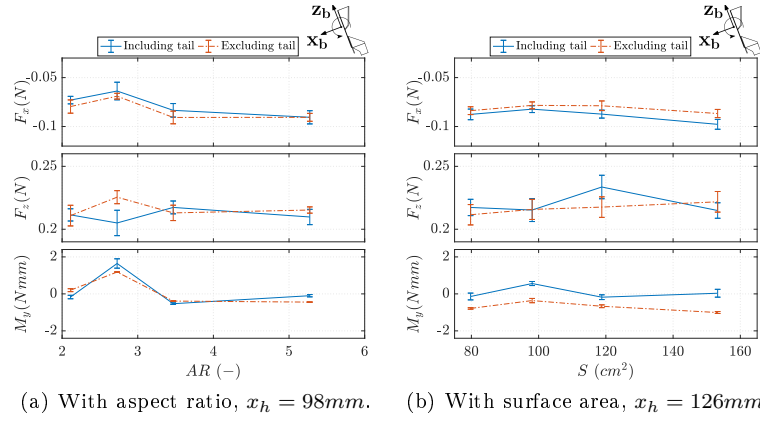 z_b
x_b
Including tail Excluding tail
-0.05
-0.1
F_x(N)
0.25
0.2
F_z(N)
2
0
-2
M_y(Nmm)
2 3 4 5 6
AR (−)
(a) With aspect ratio, x_h = 98mm.
z_b
x_b
Including tail Excluding tail
-0.05
-0.1
F_x(N)
0.25
0.2
F_z(N)
2
0
-2
M_y(Nmm)
80 100 120 140 160
S (cm²)
(b) With surface area, x_h = 126mm